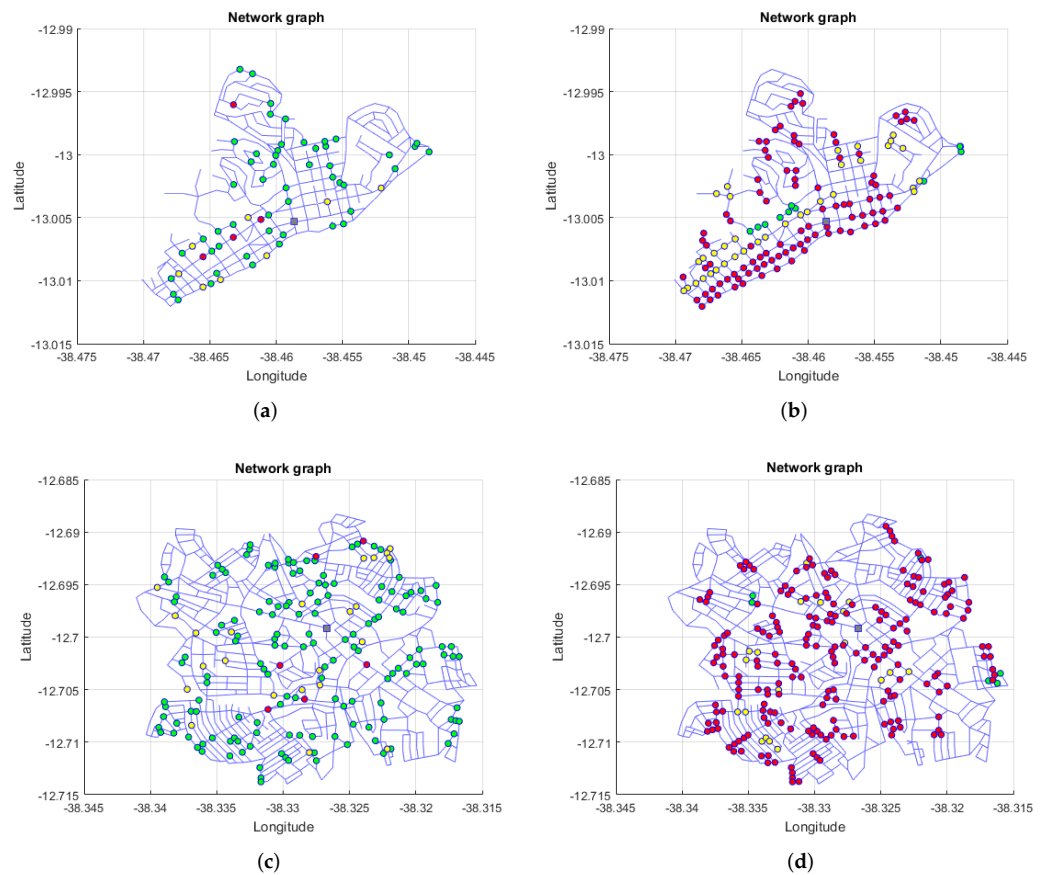 Network graph
Network graph
-12.99
-12.995
-13
-13.005
-13.01
-13.015
Latitude
-38.475 -38.47 -38.465 -38.46 -38.455 -38.45 -38.445
Longitude
(a)
-12.99
-12.995
-13
-13.005
-13.01
-13.015
Latitude
-38.475 -38.47 -38.465 -38.46 -38.455 -38.45 -38.445
Longitude
(b)
Network graph
-12.685
-12.69
-12.695
-12.7
-12.705
-12.71
-12.715
Latitude
-38.345 -38.34 -38.335 -38.33 -38.325 -38.32 -38.315
Longitude
(c)
Network graph
-12.685
-12.69
-12.695
-12.7
-12.705
-12.71
-12.715
Latitude
-38.345 -38.34 -38.335 -38.33 -38.325 -38.32 -38.315
Longitude
(d)